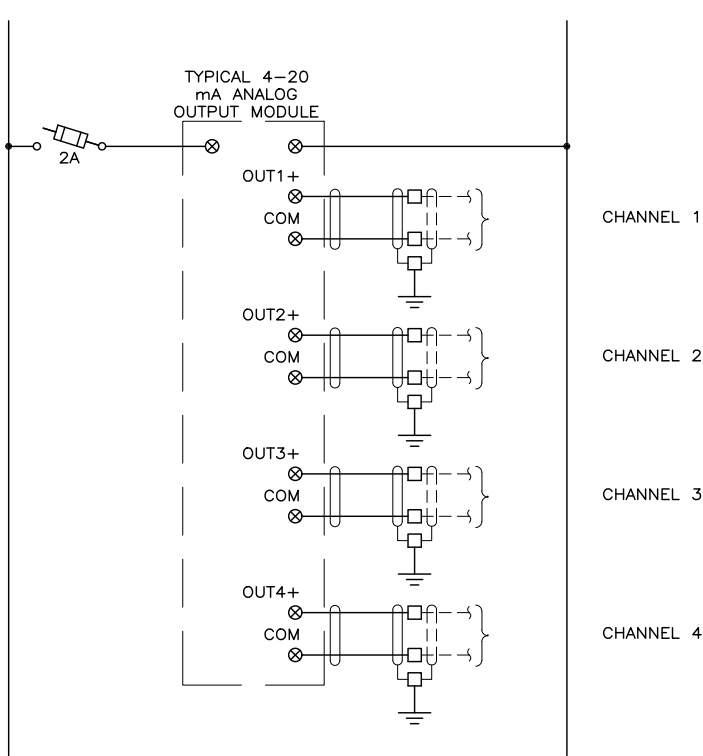 TYPICAL 4-20
mA ANALOG
OUTPUT MODULE
2A
OUT1+
COM
CHANNEL 1
OUT2+
COM
CHANNEL 2
OUT3+
COM
CHANNEL 3
OUT4+
COM
CHANNEL 4